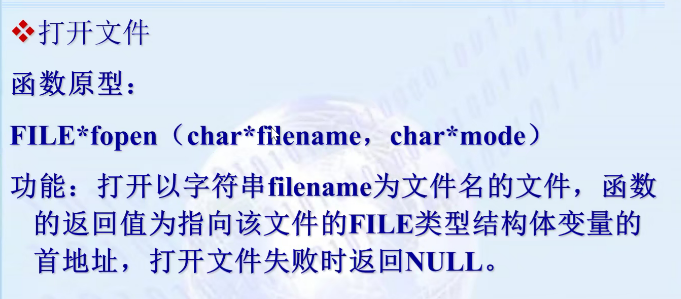 ❖打开文件
函数原型：
FILE*fopen（char*filename，char*mode）
功能：打开以字符串filename为文件名的文件，函数
的返回值为指向该文件的FILE类型结构体变量的
首地址，打开文件失败时返回NULL。